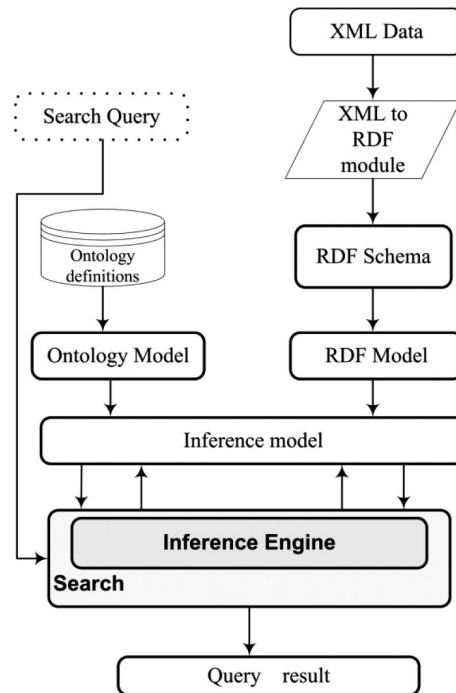 XML Data
Search Query
XML to
RDF
module
Ontology
definitions
RDF Schema
Ontology Model
RDF Model
Inference model
Inference Engine
Search
Query result